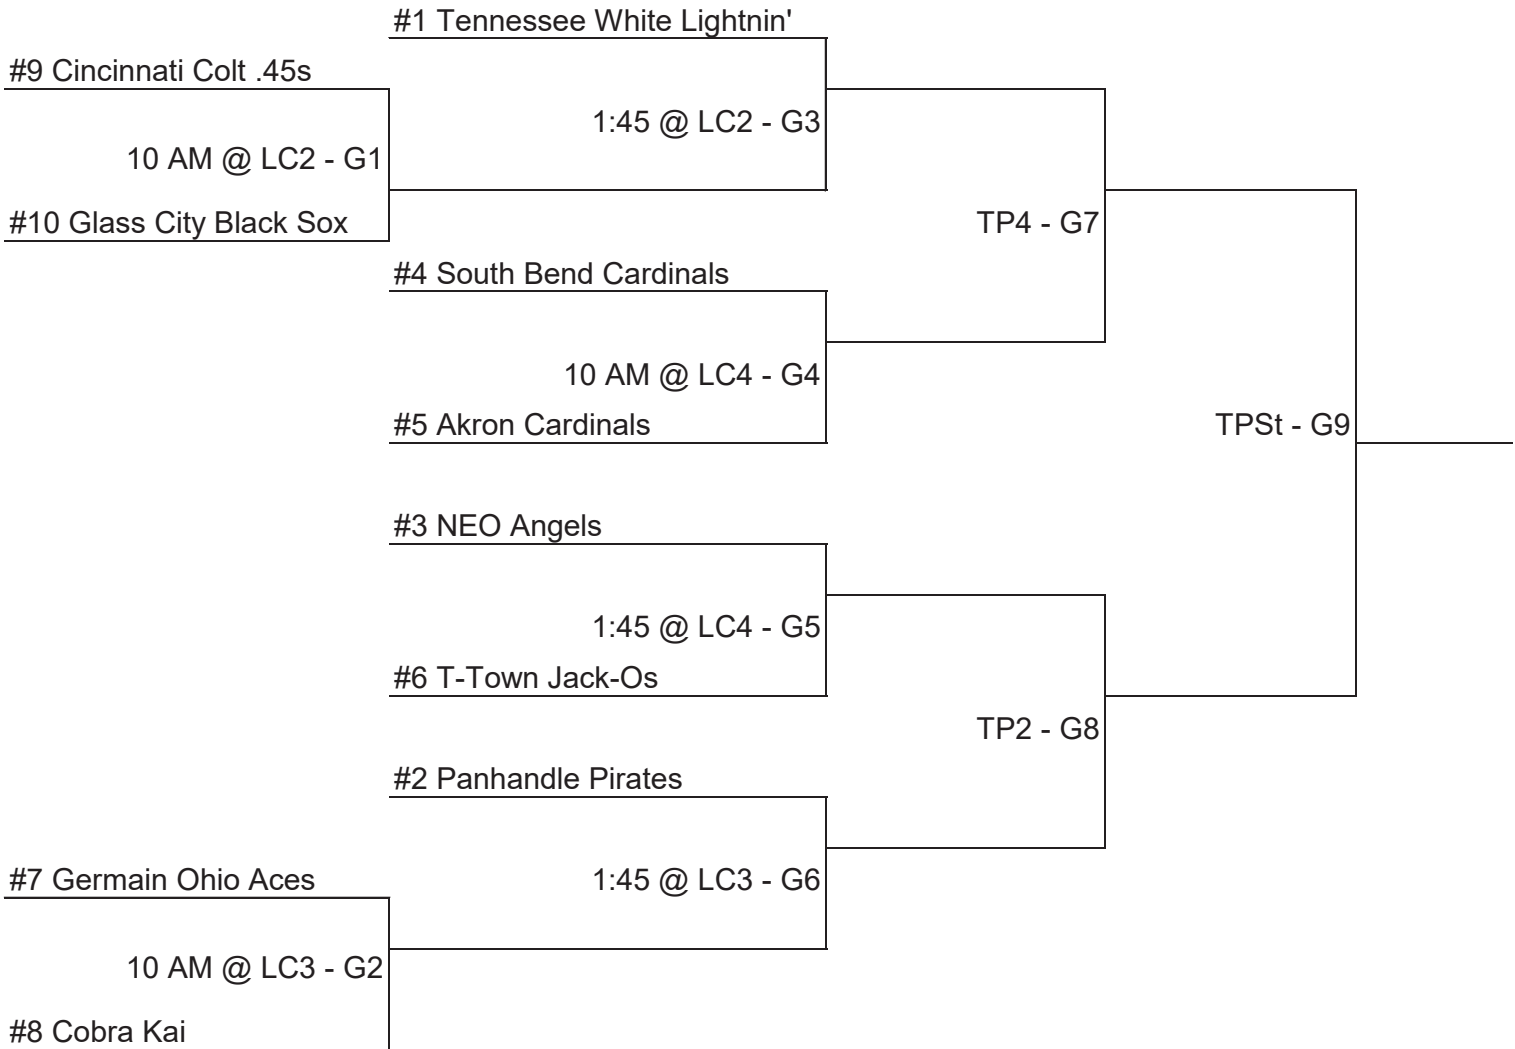 #1 Tennessee White Lightnin'
#9 Cincinnati Colt .45s
1:45 @ LC2 - G3
10 AM @ LC2 - G1
#10 Glass City Black Sox
TP4 - G7
#4 South Bend Cardinals
10 AM @ LC4 - G4
#5 Akron Cardinals
TPSt - G9
#3 NEO Angels
1:45 @ LC4 - G5
#6 T-Town Jack-Os
TP2 - G8
#2 Panhandle Pirates
#7 Germain Ohio Aces
1:45 @ LC3 - G6
10 AM @ LC3 - G2
#8 Cobra Kai